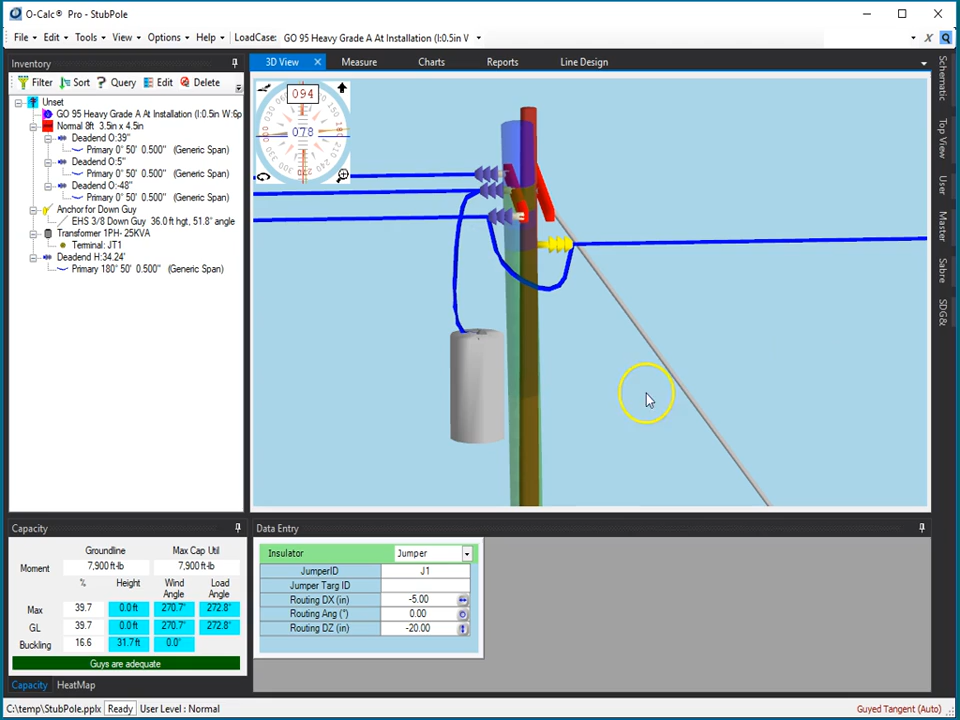 O-Calc® Pro - StubPole
File Edit Tools View Options Help LoadCase: GO 95 Heavy Grade A At Installation (I:0.5in V
Inventory
Filter Sort ? Query Edit Delete
Unset
GO 95 Heavy Grade A At Installation (I:0.5in W:6p
Normal 8ft 3.5in x 4.5in
Deadend O:39"
Primary 0° 50' 0.500" (Generic Span)
Deadend O:5"
Primary 0° 50' 0.500" (Generic Span)
Deadend O:-48"
Primary 0° 50' 0.500" (Generic Span)
Anchor for Down Guy
EHS 3/8 Down Guy 36.0 ft hgt, 51.8° angle
Transformer 1PH- 25KVA
Terminal: JT1
Deadend H:34.24'
Primary 180° 50' 0.500" (Generic Span)
3D View Measure Charts Reports Line Design
094
078
Schematic
Top View
User
Master
Sabre
SDG&
Capacity
Groundline Max Cap Util
Moment 7,900 ft-lb 7,900 ft-lb
% Height Wind Angle Load Angle
Max 39.7 0.0 ft 270.7° 272.8°
GL 39.7 0.0 ft 270.7° 272.8°
Buckling 16.6 31.7 ft 0.0°
Guys are adequate
Capacity HeatMap
Data Entry
Insulator Jumper
JumperID J1
Jumper Targ ID
Routing DX (in) -5.00
Routing Ang (°) 0.00
Routing DZ (in) -20.00
C:\temp\StubPole.pplx Ready User Level : Normal Guyed Tangent (Auto)